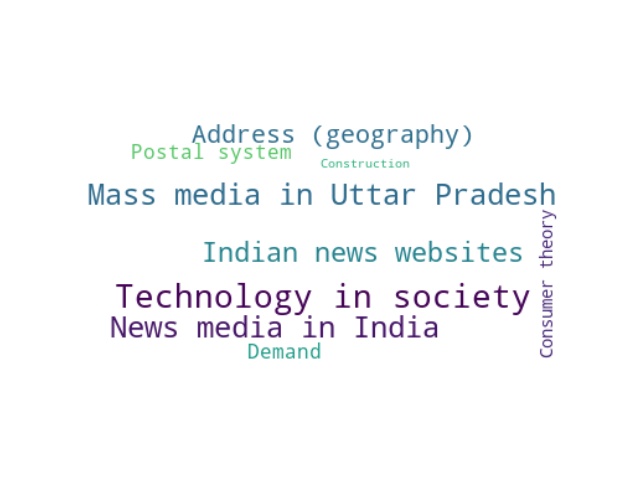 Address (geography)
Postal system
Construction
Mass media in Uttar Pradesh
Indian news websites
Consumer theory
Technology in society
News media in India
Demand